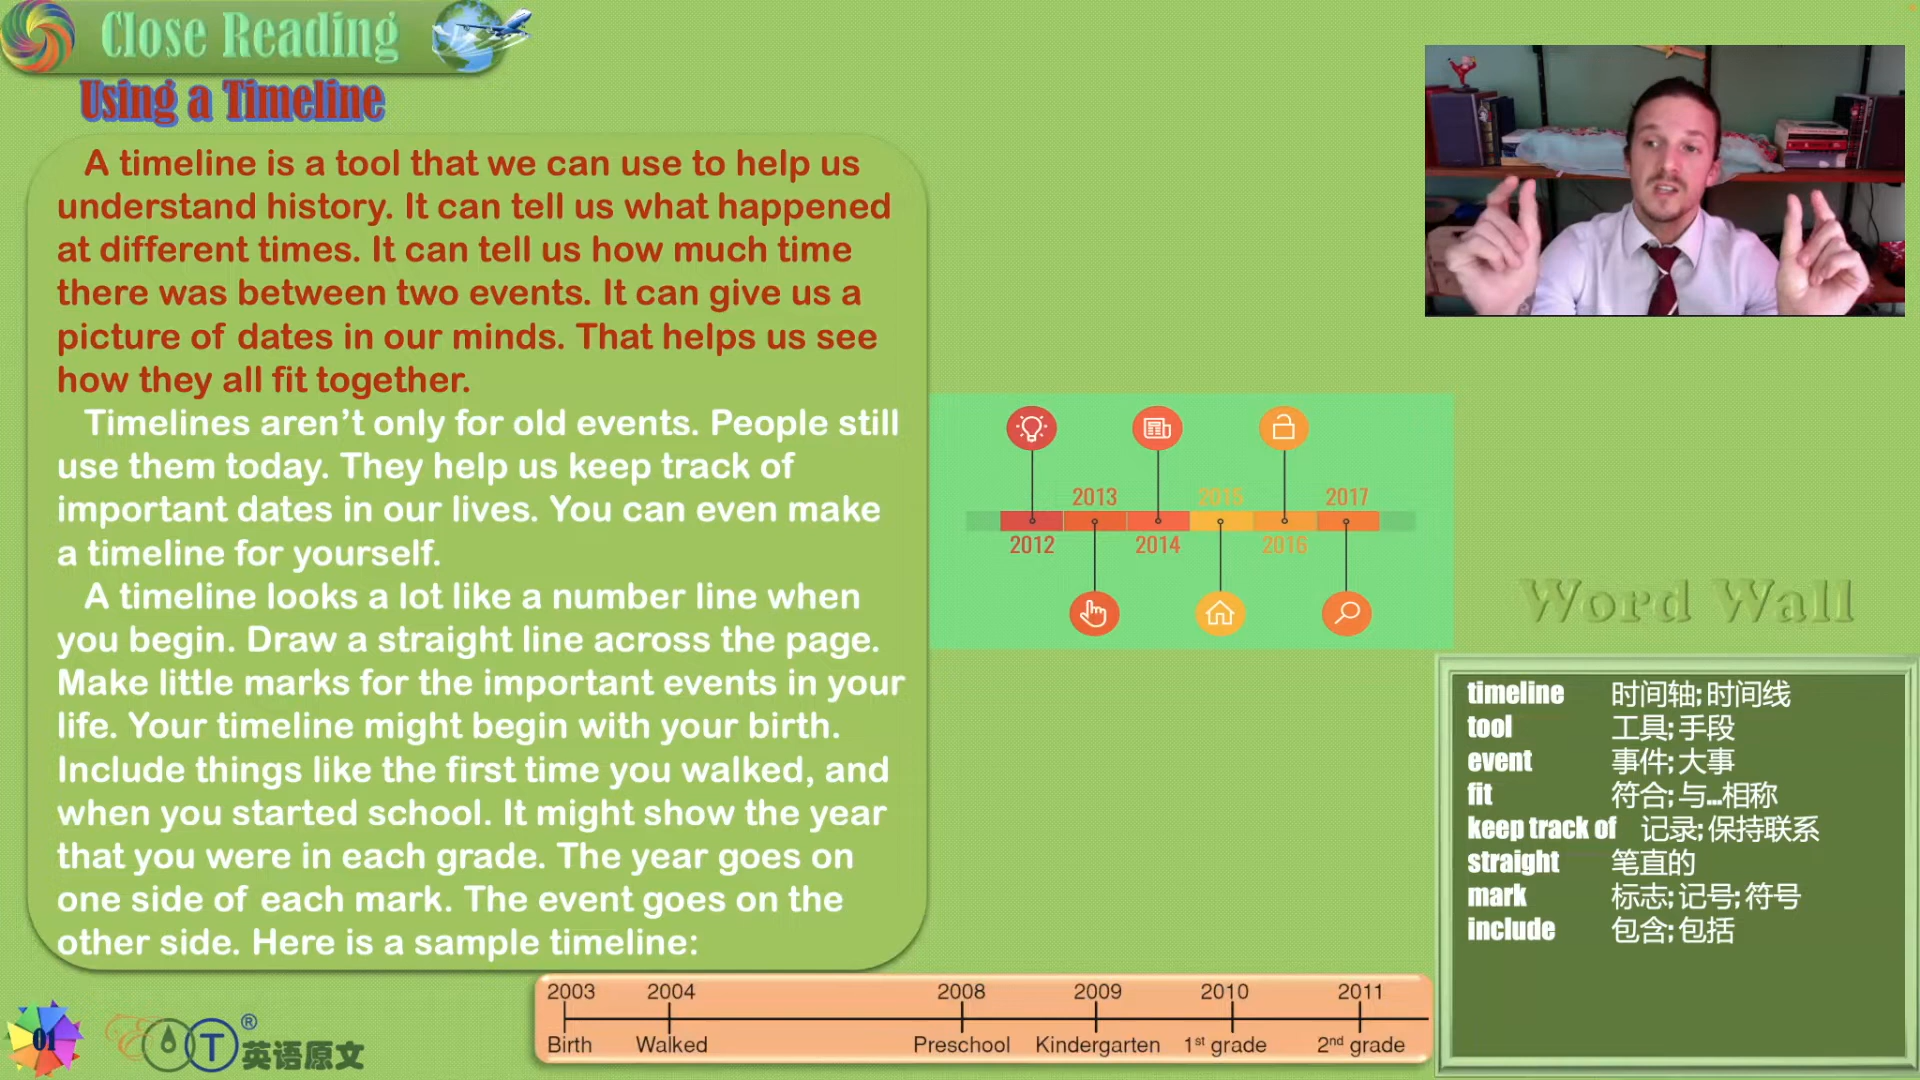 Close Reading
Using a Timeline
A timeline is a tool that we can use to help us
understand history. It can tell us what happened
at different times. It can tell us how much time
there was between two events. It can give us a
picture of dates in our minds. That helps us see
how they all fit together.
Timelines aren’t only for old events. People still
use them today. They help us keep track of
important dates in our lives. You can even make
a timeline for yourself.
A timeline looks a lot like a number line when
you begin. Draw a straight line across the page.
Make little marks for the important events in your
life. Your timeline might begin with your birth.
Include things like the first time you walked, and
when you started school. It might show the year
that you were in each grade. The year goes on
one side of each mark. The event goes on the
other side. Here is a sample timeline:
2013 2015 2017
2012 2014 2016
Word Wall
timeline 时间轴; 时间线
tool 工具; 手段
event 事件; 大事
fit 符合; 与...相称
keep track of 记录; 保持联系
straight 笔直的
mark 标志; 记号; 符号
include 包含; 包括
2003 2004 2008 2009 2010 2011
Birth Walked Preschool Kindergarten 1st grade 2nd grade
01
T® 英语原文